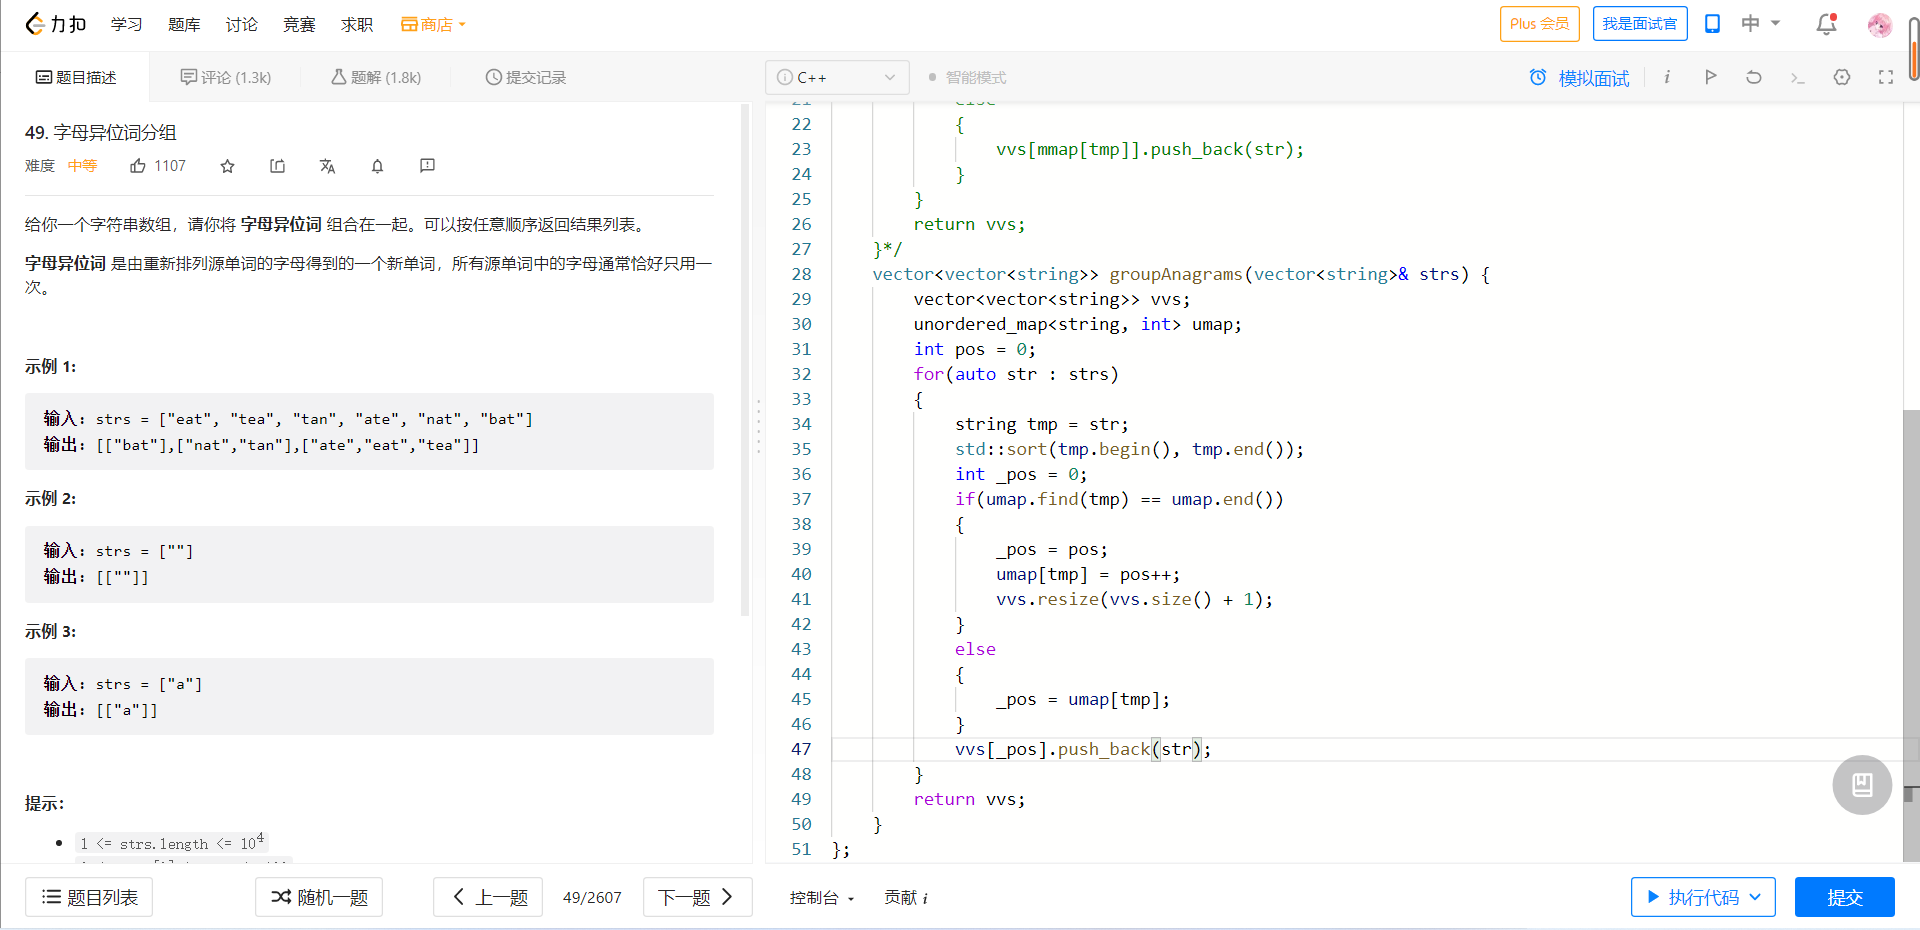 力扣 学习 题库 讨论 竞赛 求职 商店 Plus 会员 我是面试官 中
题目描述 评论 (1.3k) 题解 (1.8k) 提交记录
49. 字母异位词分组
难度 中等 1107
给你一个字符串数组，请你将 字母异位词 组合在一起。可以按任意顺序返回结果列表。
字母异位词 是由重新排列源单词的字母得到的一个新单词，所有源单词中的字母通常恰好只用一
次。
示例 1:
输入: strs = ["eat", "tea", "tan", "ate", "nat", "bat"]
输出: [["bat"],["nat","tan"],["ate","eat","tea"]]
示例 2:
输入: strs = [""]
输出: [[""]]
示例 3:
输入: strs = ["a"]
输出: [["a"]]
提示：
1 <= strs.length <= 10^4
题目列表 随机一题 上一题 49/2607 下一题
C++ 智能模式 模拟面试
21 else
22 {
23 vvs[mmap[tmp]].push_back(str);
24 }
25 }
26 return vvs;
27 }*/
28 vector<vector<string>> groupAnagrams(vector<string>& strs) {
29 vector<vector<string>> vvs;
30 unordered_map<string, int> umap;
31 int pos = 0;
32 for(auto str : strs)
33 {
34 string tmp = str;
35 std::sort(tmp.begin(), tmp.end());
36 int _pos = 0;
37 if(umap.find(tmp) == umap.end())
38 {
39 _pos = pos;
40 umap[tmp] = pos++;
41 vvs.resize(vvs.size() + 1);
42 }
43 else
44 {
45 _pos = umap[tmp];
46 }
47 vvs[_pos].push_back(str);
48 }
49 return vvs;
50 }
51 };
控制台 贡献 i 执行代码 提交